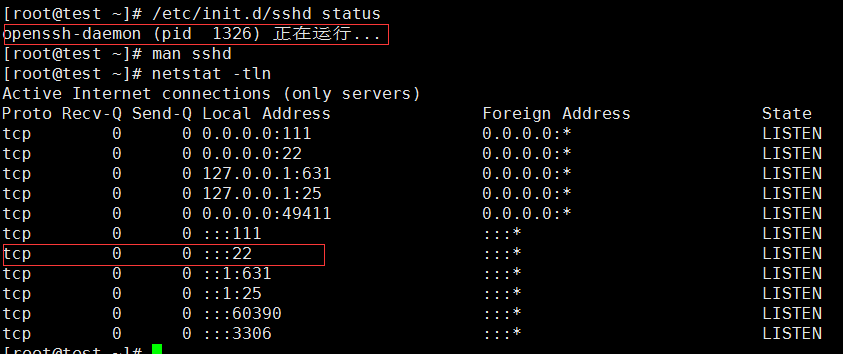 [root@test ~]# /etc/init.d/sshd status
openssh-daemon (pid  1326) 正在运行...
[root@test ~]# man sshd
[root@test ~]# netstat -tln
Active Internet connections (only servers)
Proto Recv-Q Send-Q Local Address               Foreign Address             State
tcp        0      0 0.0.0.0:111                 0.0.0.0:*                   LISTEN
tcp        0      0 0.0.0.0:22                  0.0.0.0:*                   LISTEN
tcp        0      0 127.0.0.1:631               0.0.0.0:*                   LISTEN
tcp        0      0 127.0.0.1:25                0.0.0.0:*                   LISTEN
tcp        0      0 0.0.0.0:49411               0.0.0.0:*                   LISTEN
tcp        0      0 :::111                      :::*                        LISTEN
tcp        0      0 :::22                       :::*                        LISTEN
tcp        0      0 ::1:631                     :::*                        LISTEN
tcp        0      0 ::1:25                      :::*                        LISTEN
tcp        0      0 :::60390                    :::*                        LISTEN
tcp        0      0 :::3306                     :::*                        LISTEN
[root@test ~]#